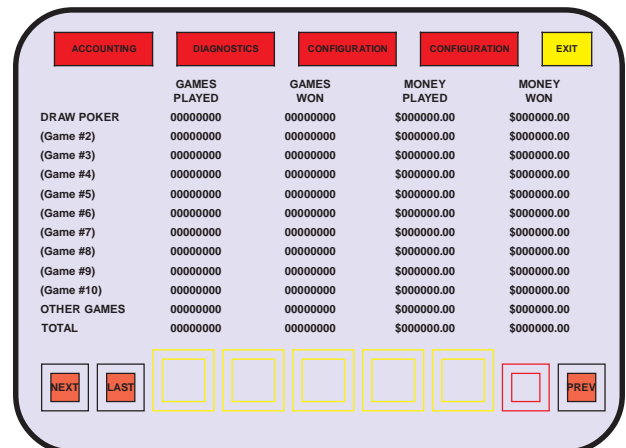 ACCOUNTING DIAGNOSTICS CONFIGURATION CONFIGURATION EXIT
GAMES GAMES MONEY MONEY
PLAYED WON PLAYED WON
DRAW POKER 00000000 00000000 $000000.00 $000000.00
(Game #2) 00000000 00000000 $000000.00 $000000.00
(Game #3) 00000000 00000000 $000000.00 $000000.00
(Game #4) 00000000 00000000 $000000.00 $000000.00
(Game #5) 00000000 00000000 $000000.00 $000000.00
(Game #6) 00000000 00000000 $000000.00 $000000.00
(Game #7) 00000000 00000000 $000000.00 $000000.00
(Game #8) 00000000 00000000 $000000.00 $000000.00
(Game #9) 00000000 00000000 $000000.00 $000000.00
(Game #10) 00000000 00000000 $000000.00 $000000.00
OTHER GAMES 00000000 00000000 $000000.00 $000000.00
TOTAL 00000000 00000000 $000000.00 $000000.00
NEXT LAST PREV